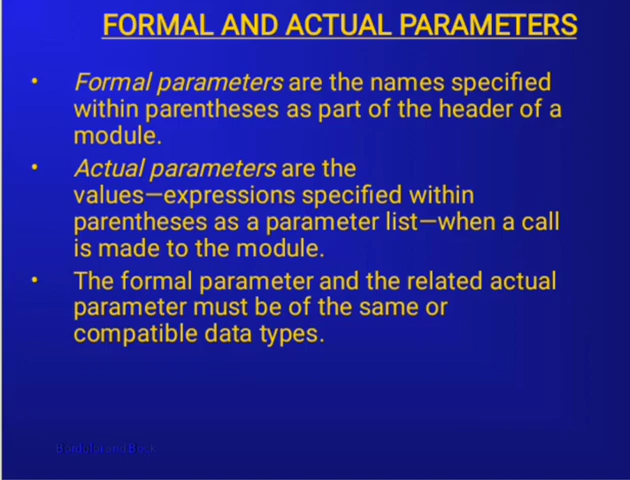 FORMAL AND ACTUAL PARAMETERS
• Formal parameters are the names specified
within parentheses as part of the header of a
module.
• Actual parameters are the
values—expressions specified within
parentheses as a parameter list—when a call
is made to the module.
• The formal parameter and the related actual
parameter must be of the same or
compatible data types.